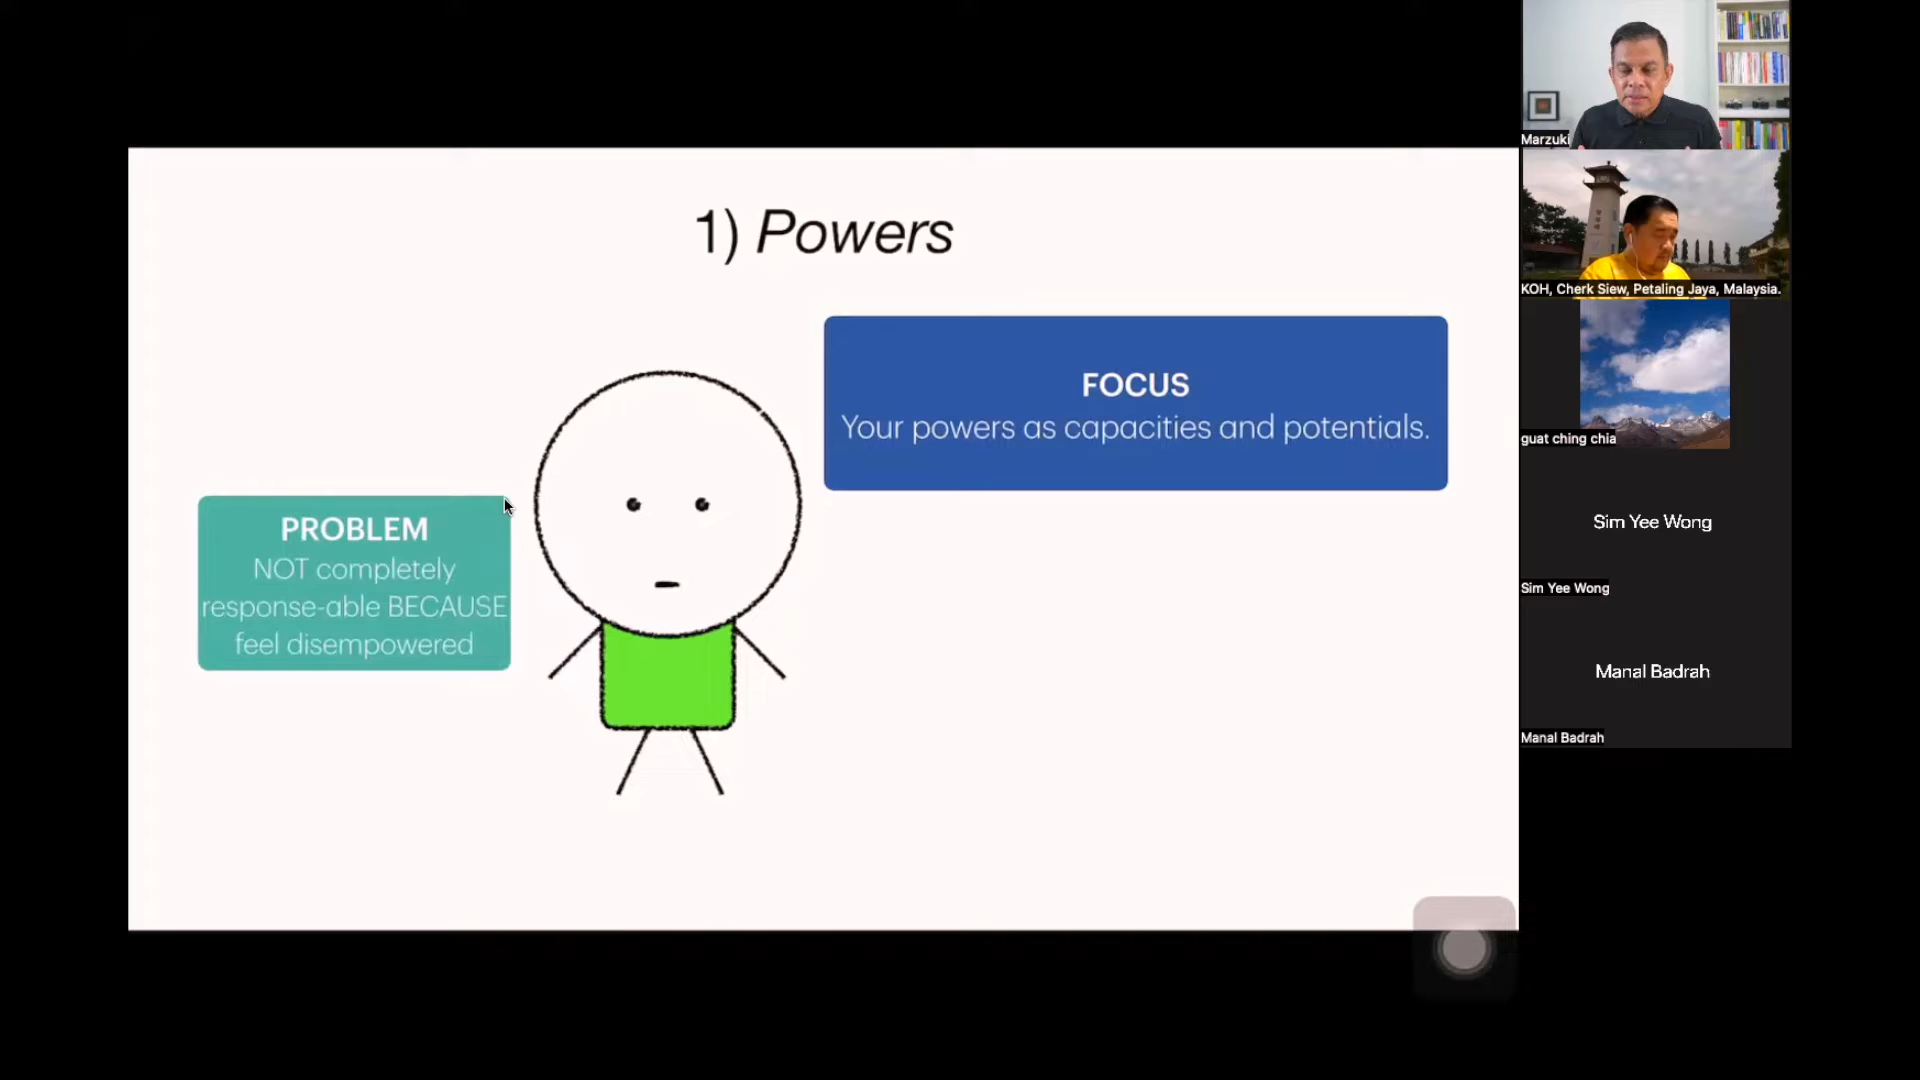 1) Powers
FOCUS
Your powers as capacities and potentials.
PROBLEM
NOT completely
response-able BECAUSE
feel disempowered
Marzuki
KOH, Cherk Siew, Petaling Jaya, Malaysia.
guat ching chia
Sim Yee Wong
Sim Yee Wong
Manal Badrah
Manal Badrah